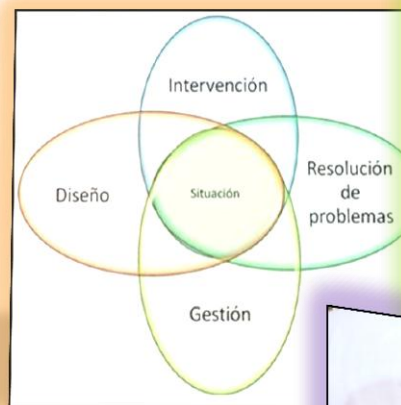 Intervención
Diseño
Situación
Resolución
de
problemas
Gestión